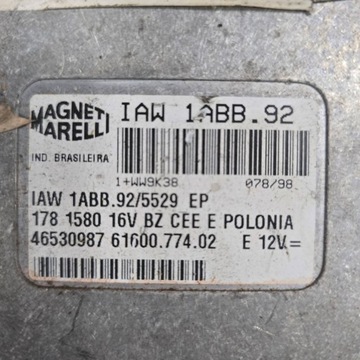 MAGNETI MARELLI
IAW 1ABB.92
IND. BRASILEIRA
1+WW9K38
078/98
IAW 1ABB.92/5529 EP
178 1580 16V BZ CEE E POLONIA
46530987 61600.774.02 E 12V=